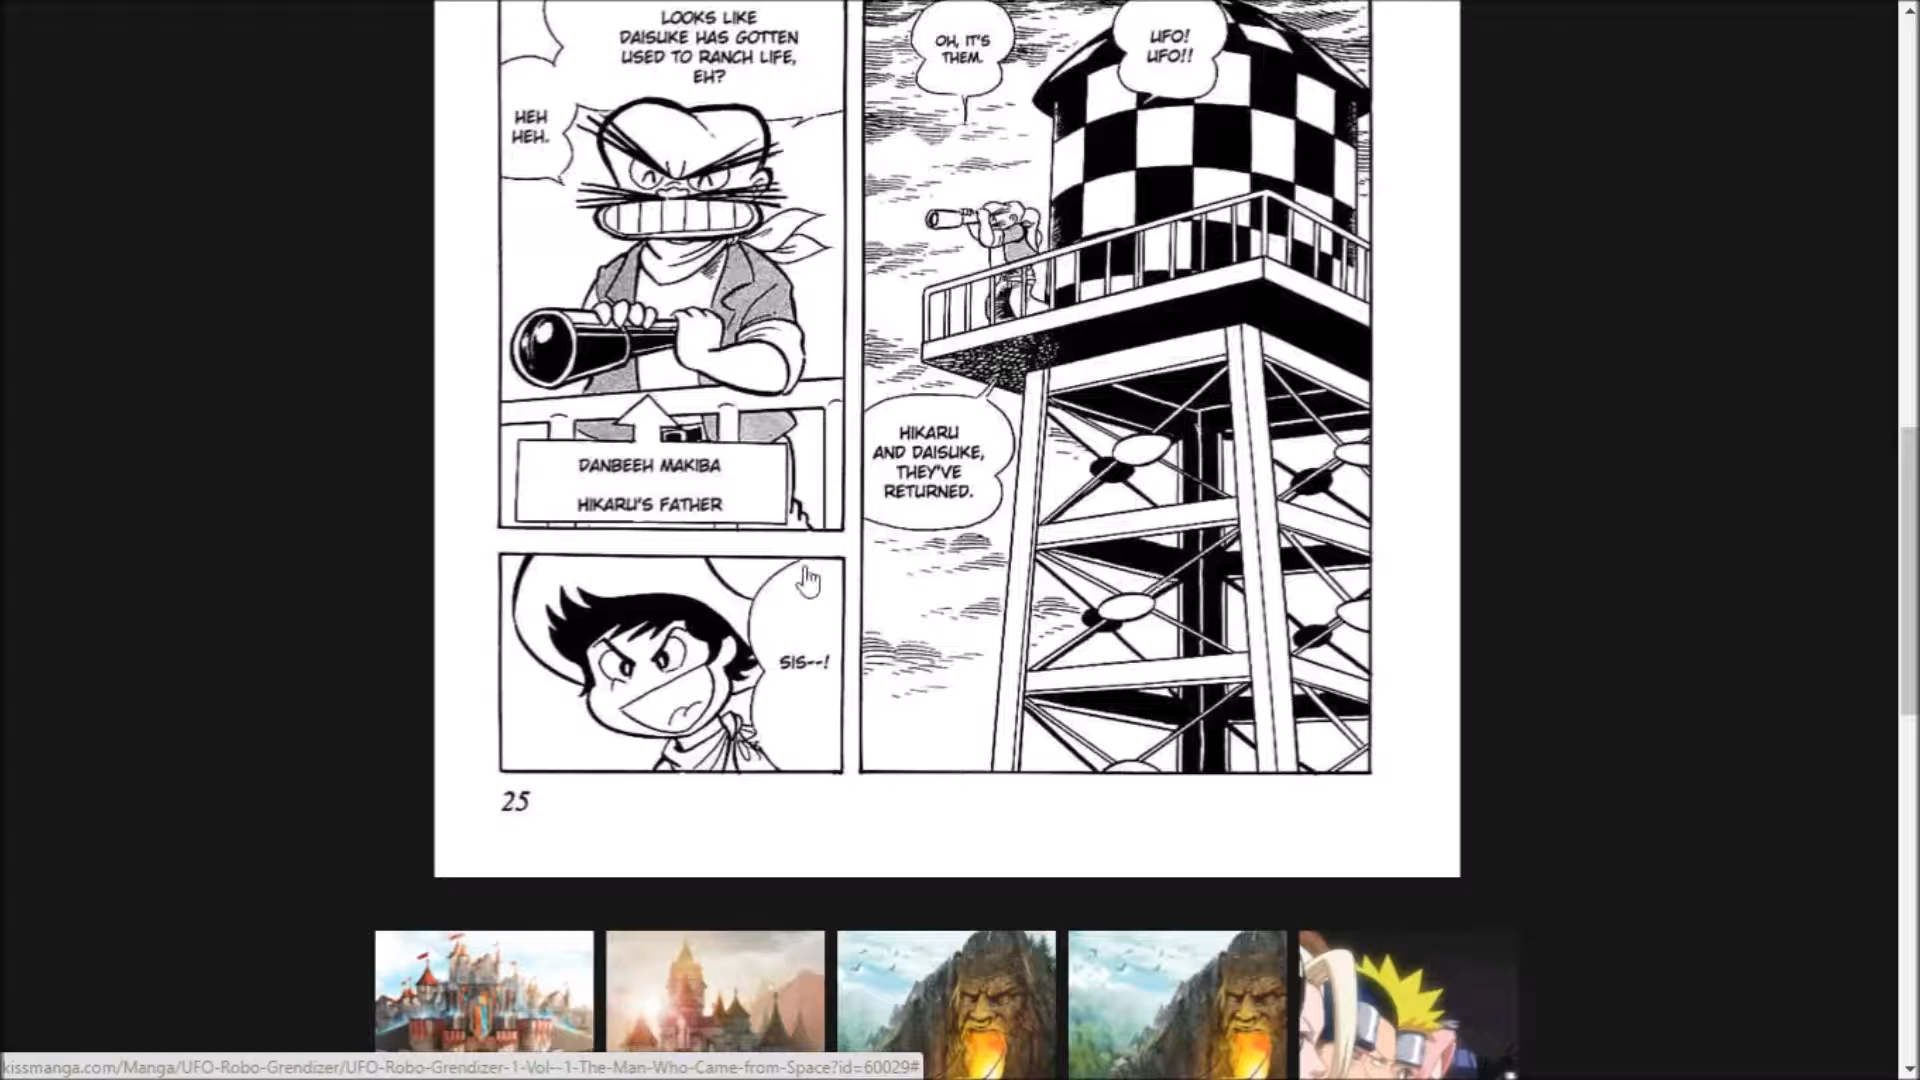 OH, IT'S
THEM.
UFO!
UFO!!
HIKARU
AND DAISUKE,
THEY'VE
RETURNED.
LOOKS LIKE
DAISUKE HAS GOTTEN
USED TO RANCH LIFE,
EH?
HEH
HEH.
DANBEEH MAKIBA
HIKARU'S FATHER
SIS--!
25
kissmanga.com/Manga/UFO-Robo-Grendizer/UFO-Robo-Grendizer-1-Vol--1-The-Man-Who-Came-from-Space?id=60029#